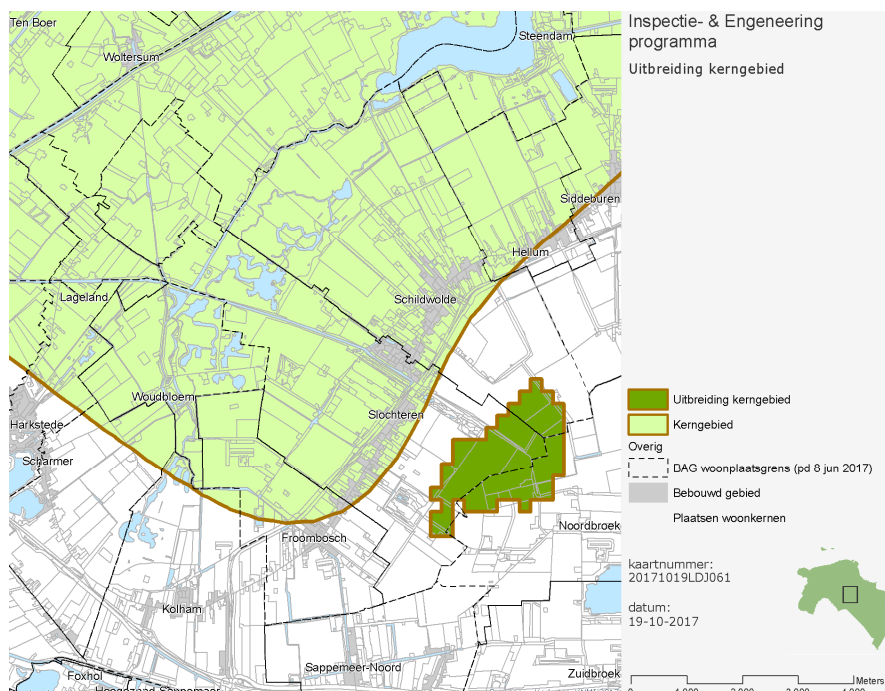 Ten Boer
Woltersum
Steendam
Siddeburen
Hellum
Lageland
Schildwolde
Woudbloem
Slochteren
Harkstede
Scharmer
Froombosch
Noordbroek
Kolham
Foxhol
Sappemeer-Noord
Zuidbroek
Inspectie- & Engeneering
programma
Uitbreiding kerngebied
Uitbreiding kerngebied
Kerngebied
Overig
DAG woonplaatsgrens (pd 8 jun 2017)
Bebouwd gebied
Plaatsen woonkernen
kaartnummer:
20171019LDJ061
datum:
19-10-2017
Meters